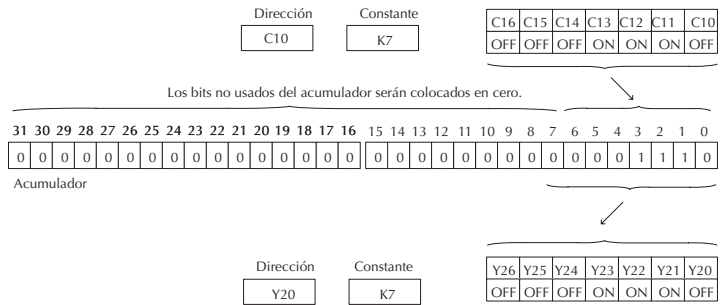 Dirección Constante
C10 K7
C16 C15 C14 C13 C12 C11 C10
OFF OFF OFF ON ON ON OFF
Los bits no usados del acumulador serán colocados en cero.
31 30 29 28 27 26 25 24 23 22 21 20 19 18 17 16 15 14 13 12 11 10 9 8 7 6 5 4 3 2 1 0
0 0 0 0 0 0 0 0 0 0 0 0 0 0 0 0 0 0 0 0 0 0 0 0 0 0 0 0 1 1 1 0
Acumulador
Dirección Constante
Y20 K7
Y26 Y25 Y24 Y23 Y22 Y21 Y20
OFF OFF OFF ON ON ON OFF